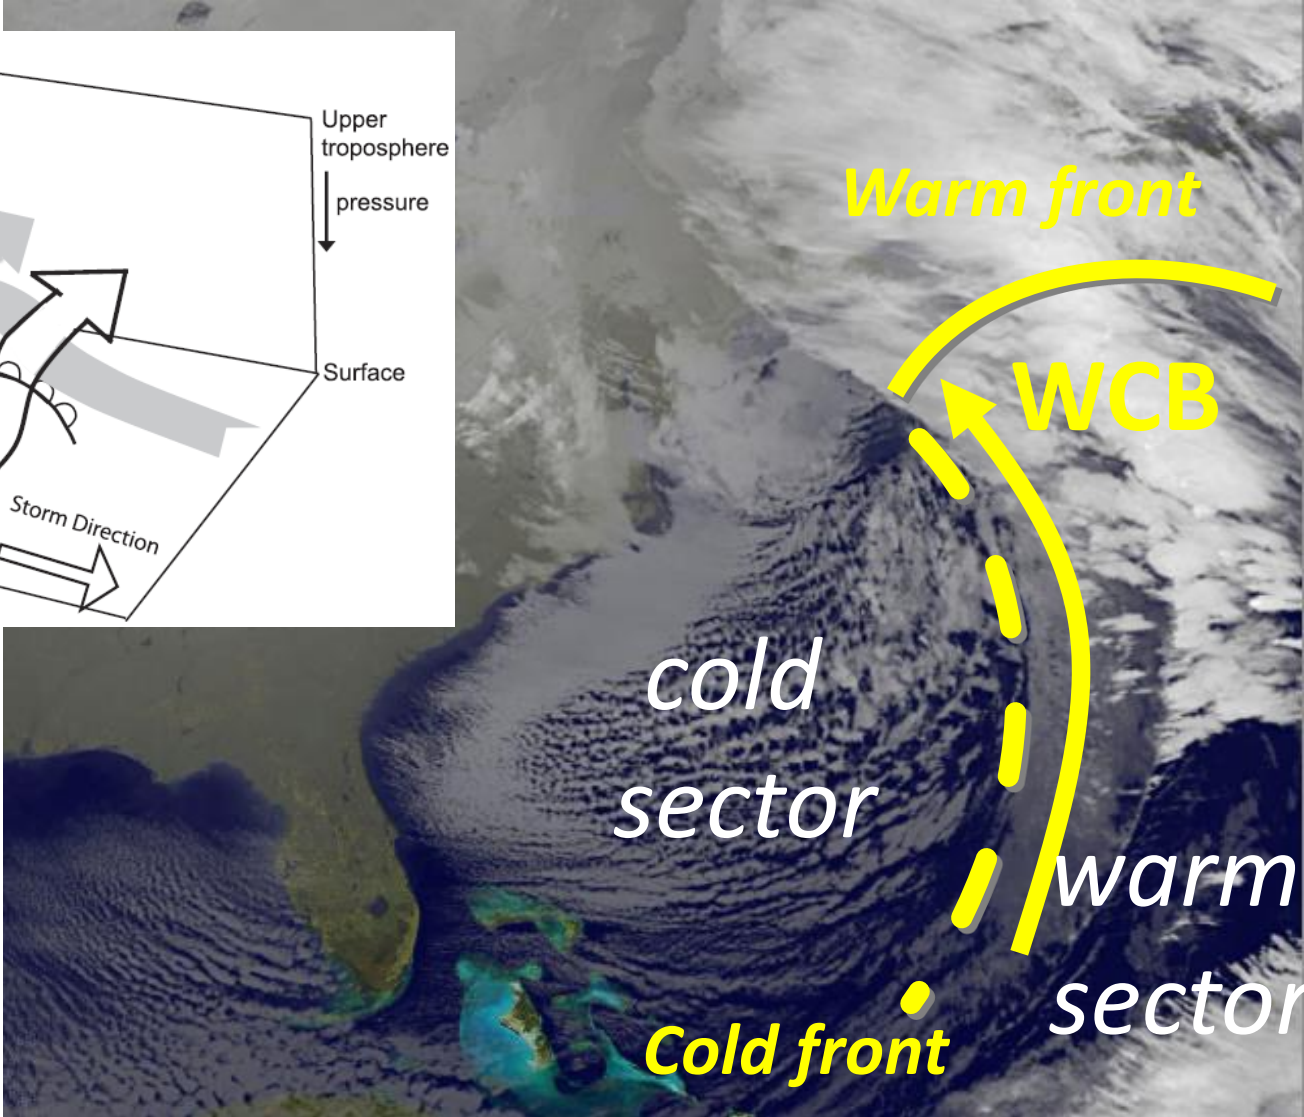 Upper
troposphere
pressure
Surface
Storm Direction
Warm front
WCB
cold
sector
warm
sector
Cold front